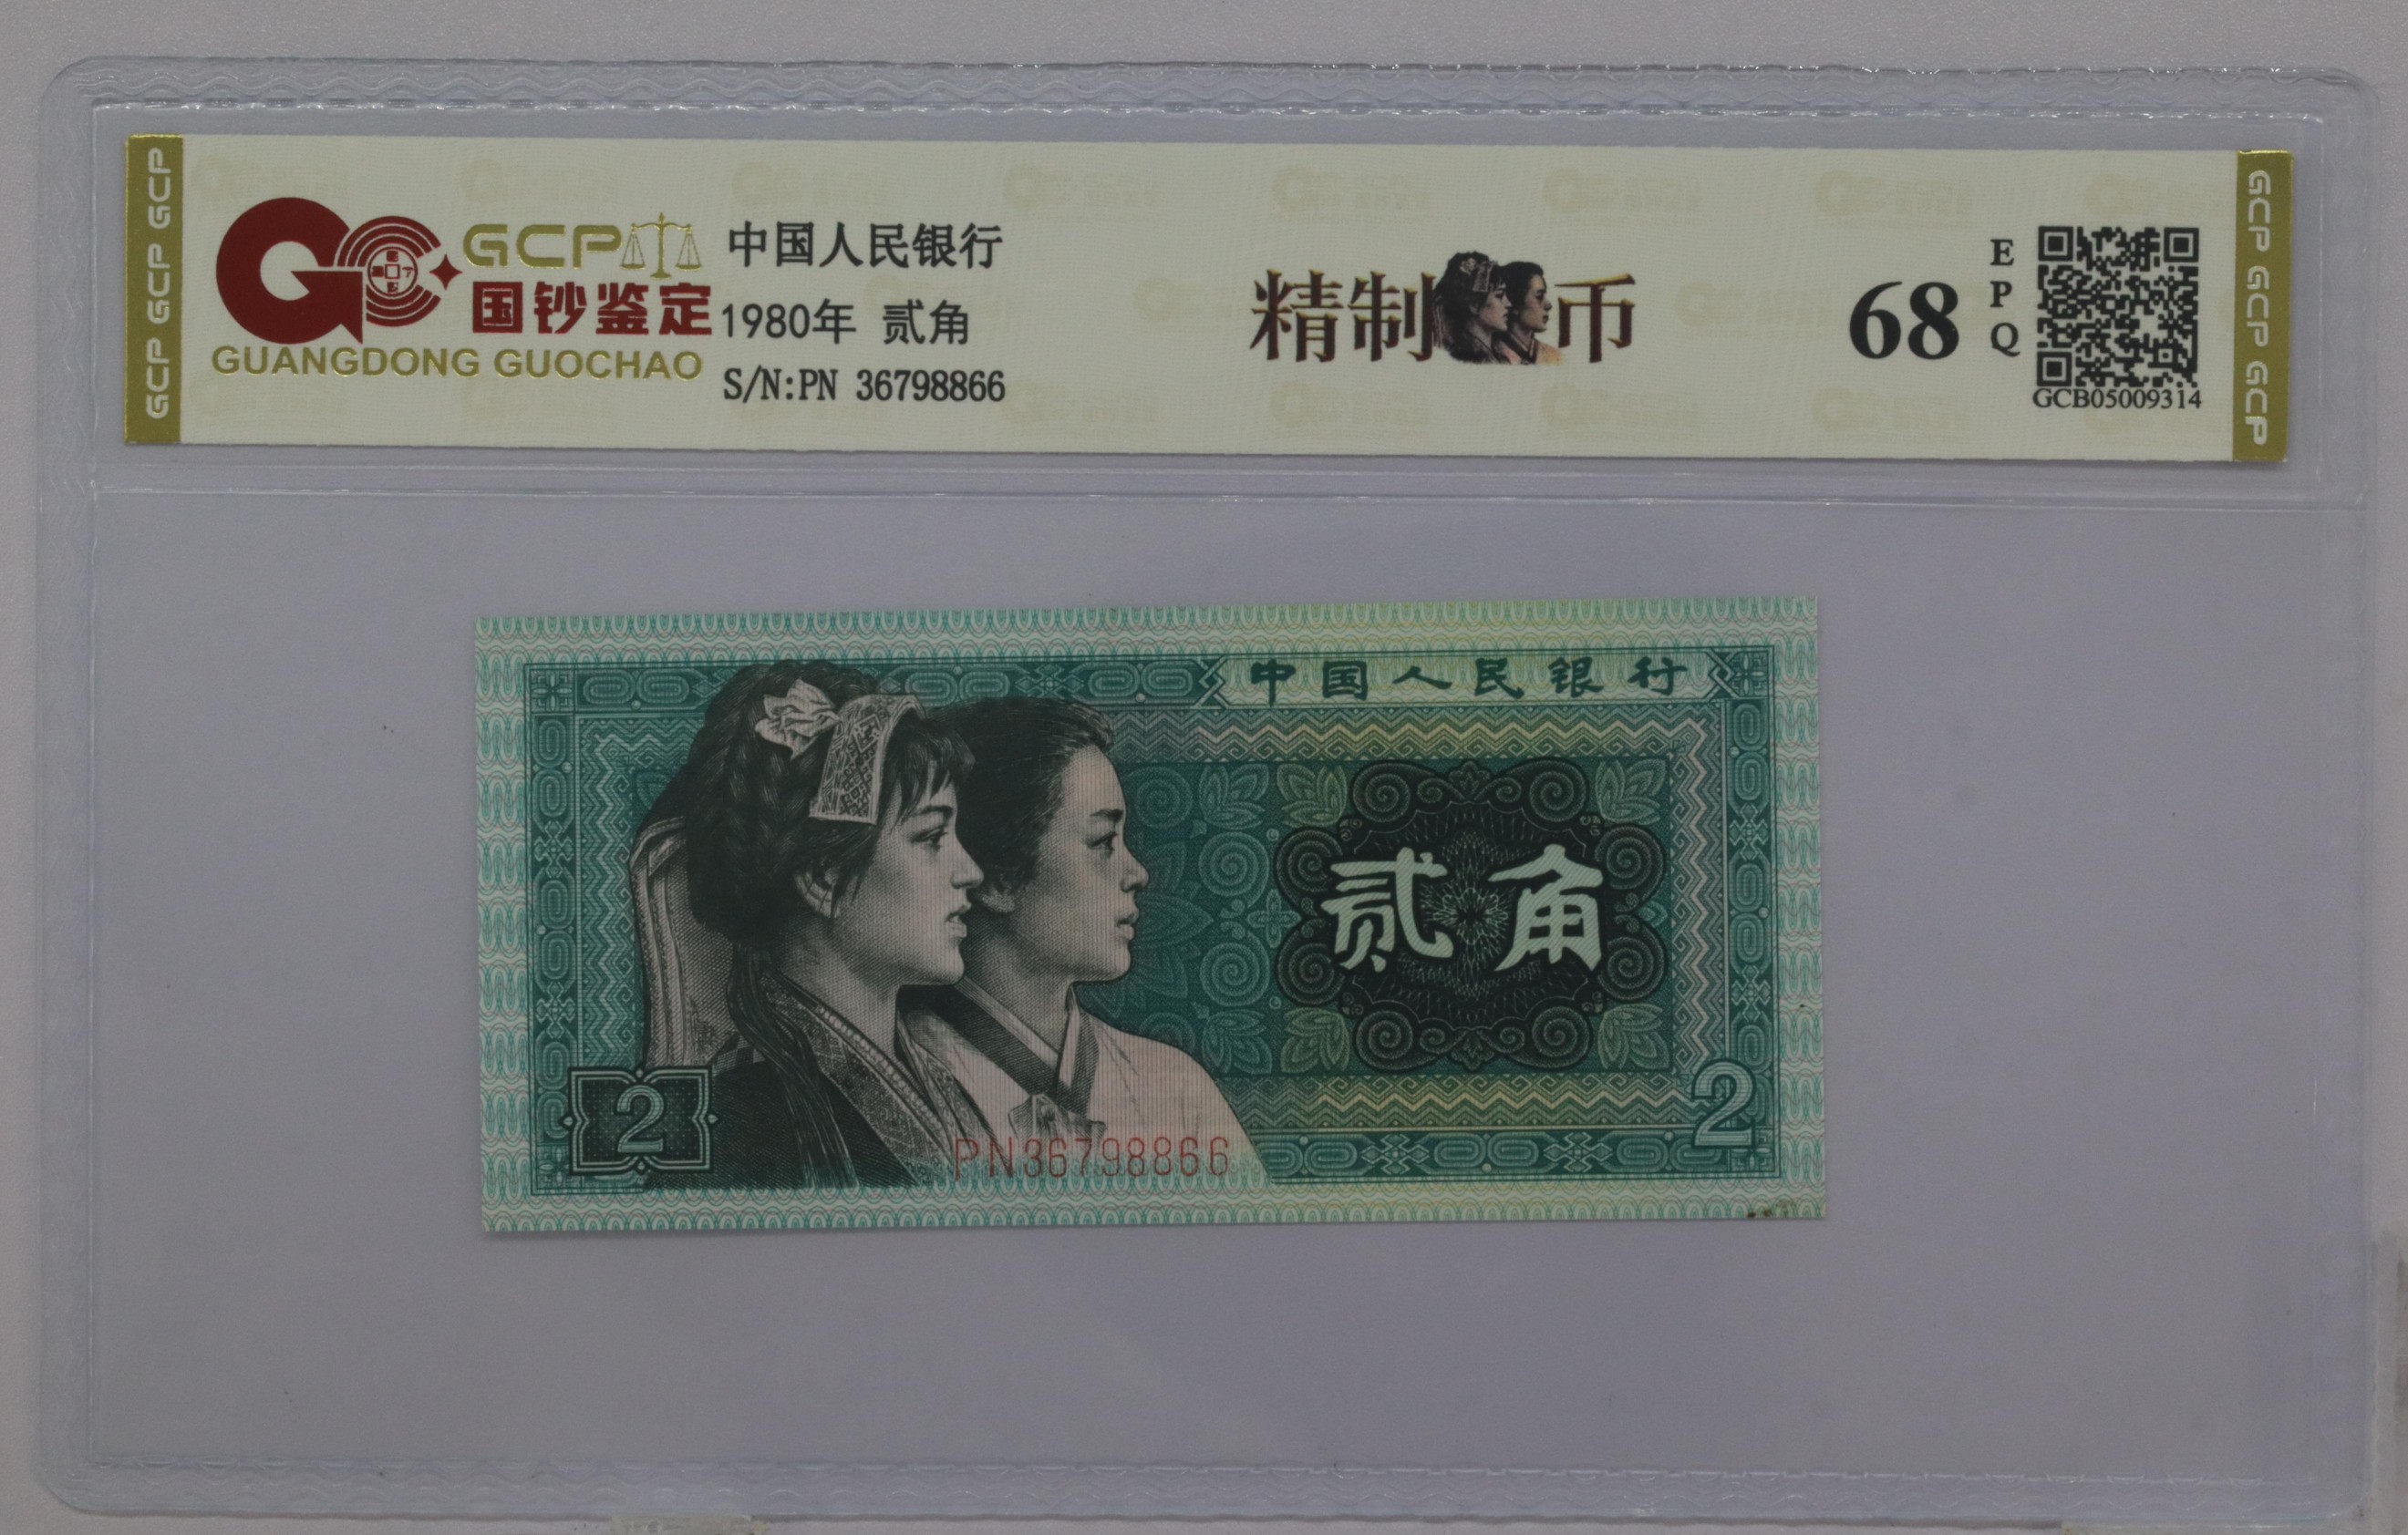 GCP GCP GCP
GCP
国钞鉴定
GUANGDONG GUOCHAO
中国人民银行
1980年 贰角
S/N:PN 36798866
精制币
68
EPQ
GCB05009314
GCP GCP GCP
中国人民银行
贰角
2
2
PN36798866